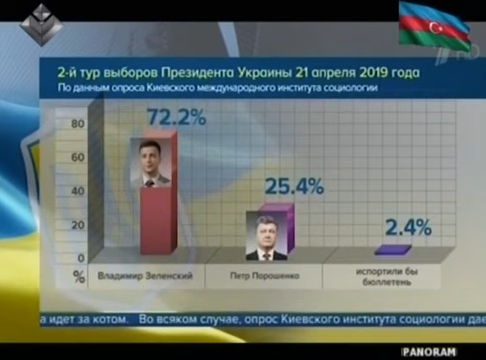 2-й тур выборов Президента Украины 21 апреля 2019 года
По данным опроса Киевского международного института социологии
80
60
40
20
0
%
72.2%
25.4%
2.4%
Владимир Зеленский
Петр Порошенко
испортили бы
бюллетень
а идет за котом. Во всяком случае, опрос Киевского института социологии дае
PANORAM